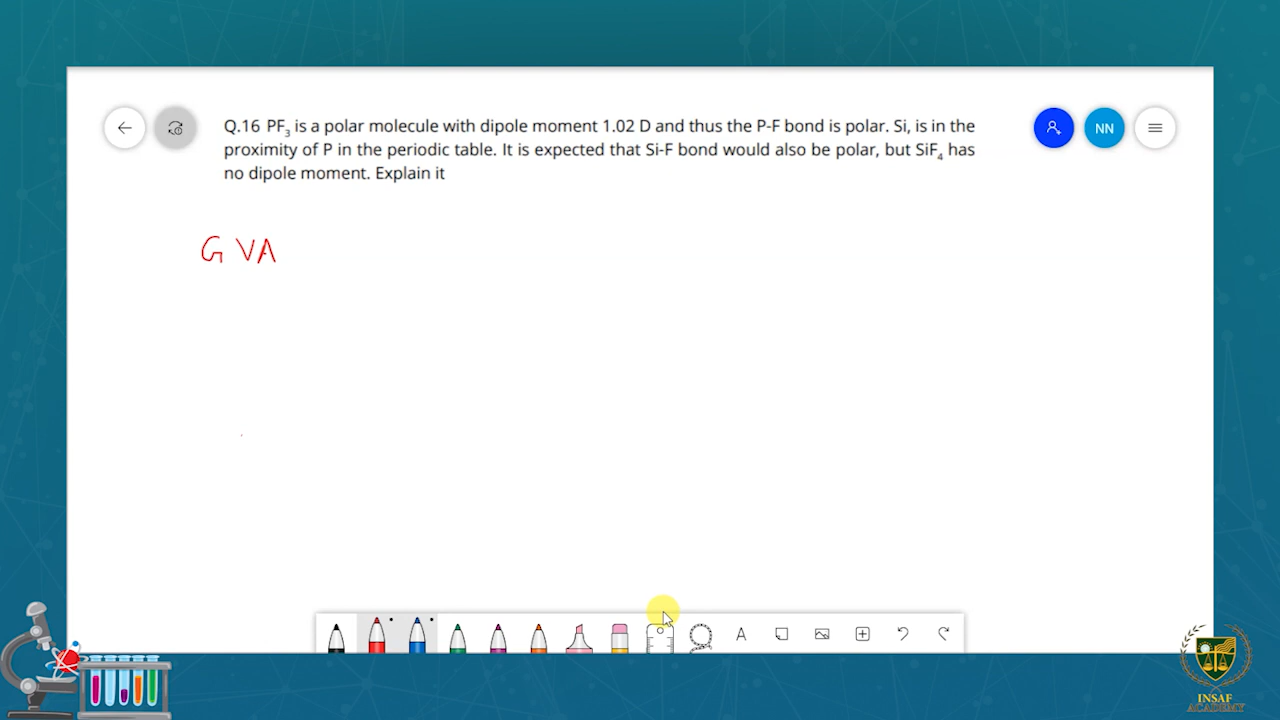 Q.16 PF3 is a polar molecule with dipole moment 1.02 D and thus the P-F bond is polar. Si, is in the
proximity of P in the periodic table. It is expected that Si-F bond would also be polar, but SiF4 has
no dipole moment. Explain it
NN
G VA
A
INSAF
ACADEMY